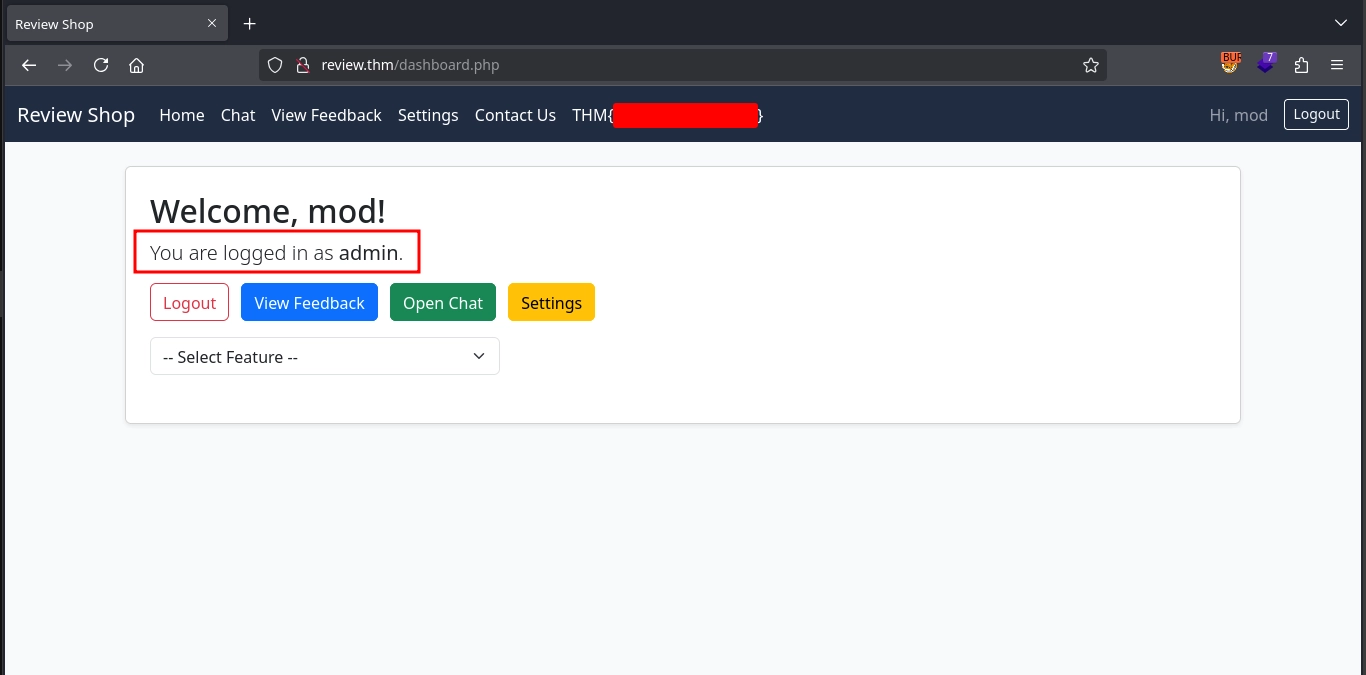 Review Shop
review.thm/dashboard.php
BUR
7
Review Shop Home Chat View Feedback Settings Contact Us THM{ } Hi, mod Logout
Welcome, mod!
You are logged in as admin.
Logout View Feedback Open Chat Settings
-- Select Feature --